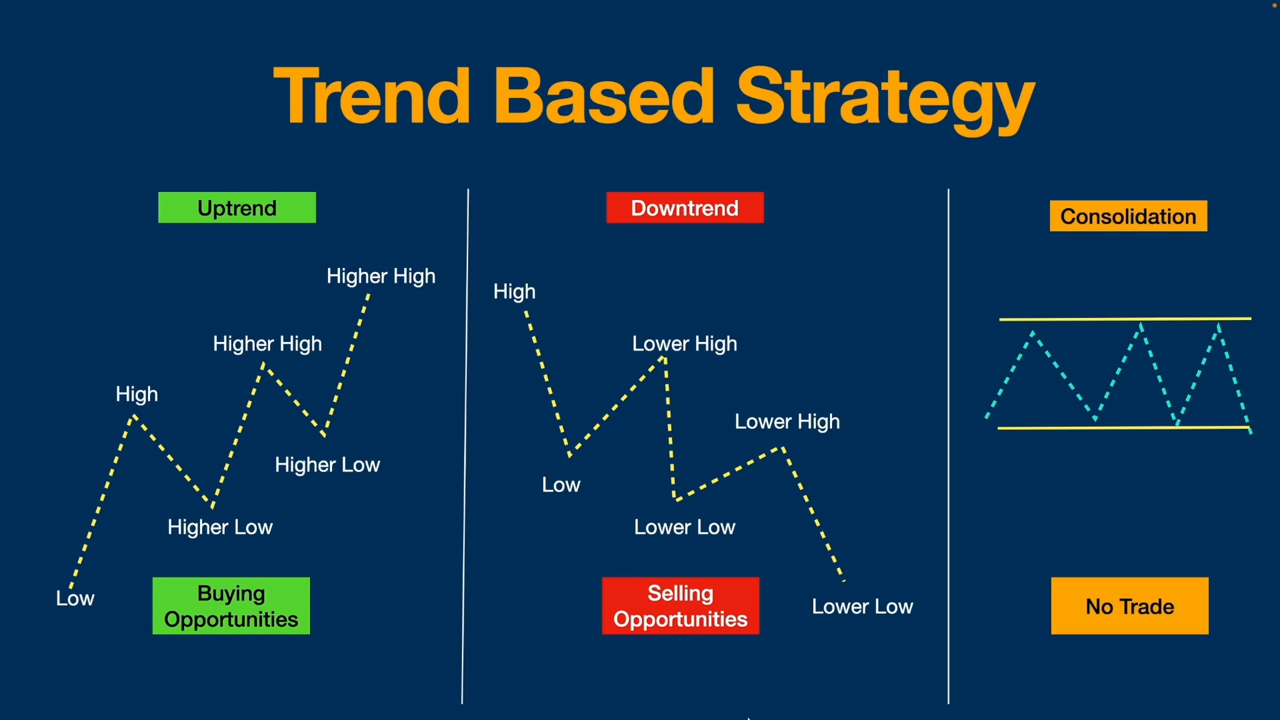 Trend Based Strategy
Uptrend
Higher High
Higher High
High
Higher Low
Higher Low
Low
Buying
Opportunities
Downtrend
High
Lower High
Lower High
Low
Lower Low
Lower Low
Selling
Opportunities
Consolidation
No Trade